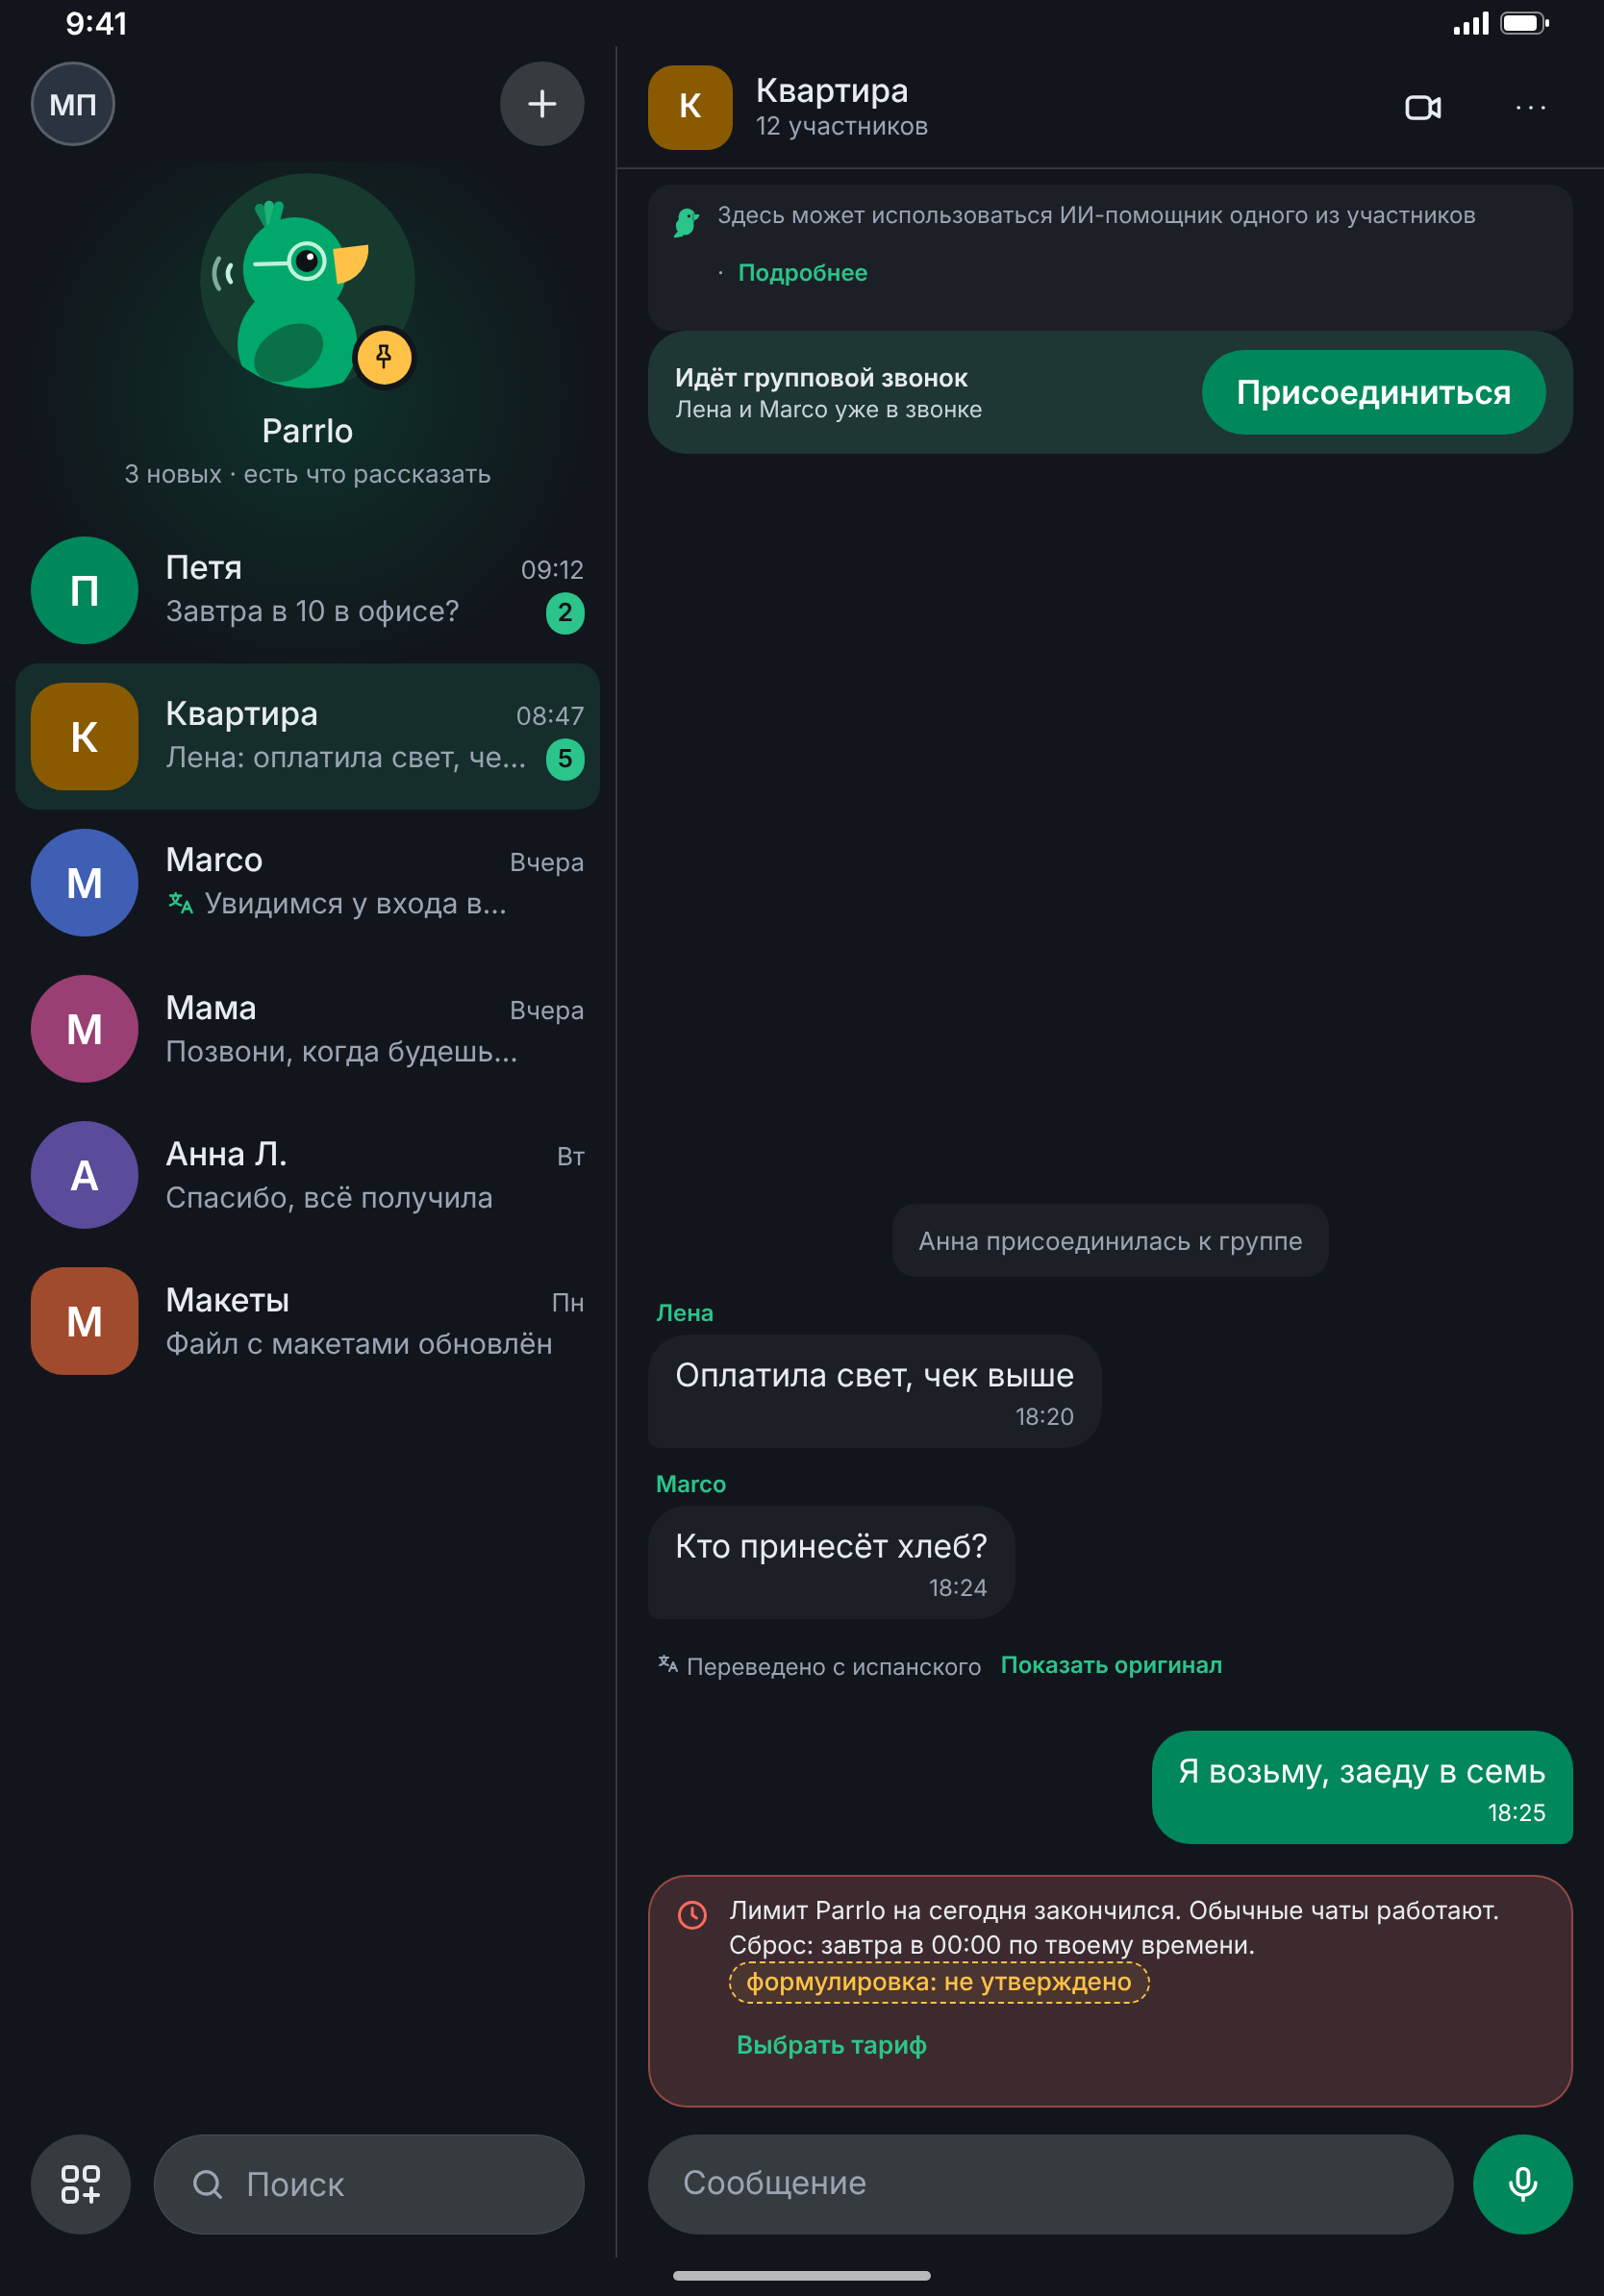 9:41
МП
Parrlo
3 новых · есть что рассказать
П
Петя
09:12
Завтра в 10 в офисе?
2
К
Квартира
08:47
Лена: оплатила свет, че...
5
M
Marco
Вчера
Увидимся у входа в...
М
Мама
Вчера
Позвони, когда будешь...
А
Анна Л.
Вт
Спасибо, всё получила
М
Макеты
Пн
Файл с макетами обновлён
Поиск
К
Квартира
12 участников
Здесь может использоваться ИИ-помощник одного из участников
· Подробнее
Идёт групповой звонок
Лена и Marco уже в звонке
Присоединиться
Анна присоединилась к группе
Лена
Оплатила свет, чек выше
18:20
Marco
Кто принесёт хлеб?
18:24
Переведено с испанского Показать оригинал
Я возьму, заеду в семь
18:25
Лимит Parrlo на сегодня закончился. Обычные чаты работают.
Сброс: завтра в 00:00 по твоему времени.
формулировка: не утверждено
Выбрать тариф
Сообщение